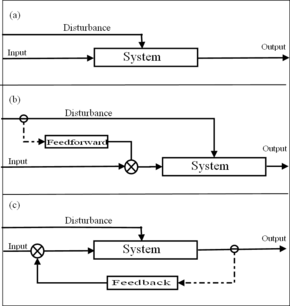 (a)
Disturbance
Input
System
Output
(b)
Disturbance
Feedforward
Output
Input
System
(c)
Disturbance
Input
System
Output
Feedback